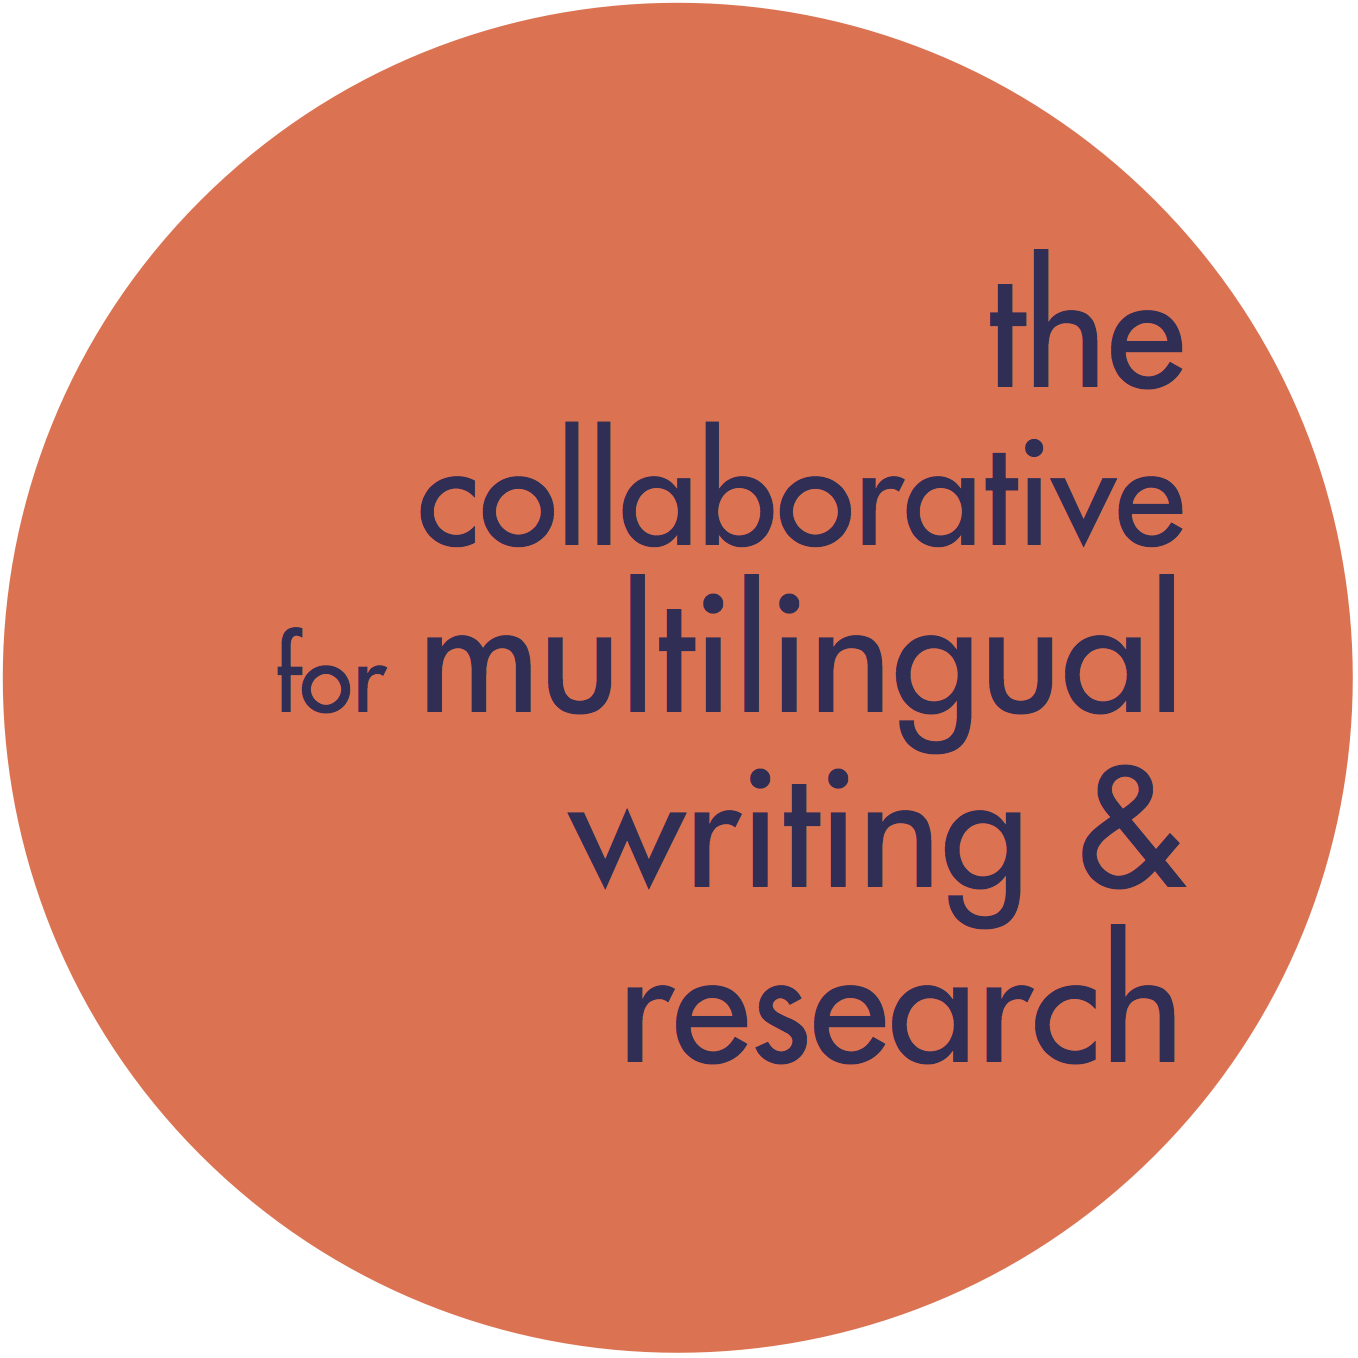 the
collaborative
for multilingual
writing &
research